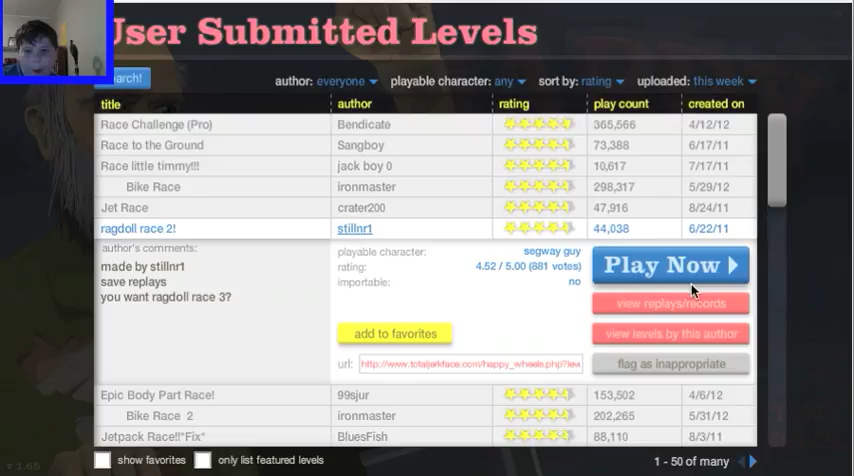 User Submitted Levels
search!
author: everyone playable character: any sort by: rating uploaded: this week
title author rating play count created on
Race Challenge (Pro) Bendicate 365,566 4/12/12
Race to the Ground Sangboy 73,388 6/17/11
Race little timmy!!! jack boy 0 10,617 7/17/11
Bike Race ironmaster 298,317 5/29/12
Jet Race crater200 47,916 8/24/11
ragdoll race 2! stillnr1 44,038 6/22/11
author's comments:
made by stillnr1
save replays
you want ragdoll race 3?
playable character: segway guy
rating: 4.52 / 5.00 (881 votes)
importable: no
add to favorites
url: http://www.totaljerkface.com/happy_wheels.php?lev
Play Now
view replays/records
view levels by this author
flag as inappropriate
Epic Body Part Race! 99sjur 153,502 4/6/12
Bike Race 2 ironmaster 202,265 5/31/12
Jetpack Race!!*Fix* BluesFish 88,110 8/3/11
show favorites only list featured levels 1 - 50 of many
v 1.65